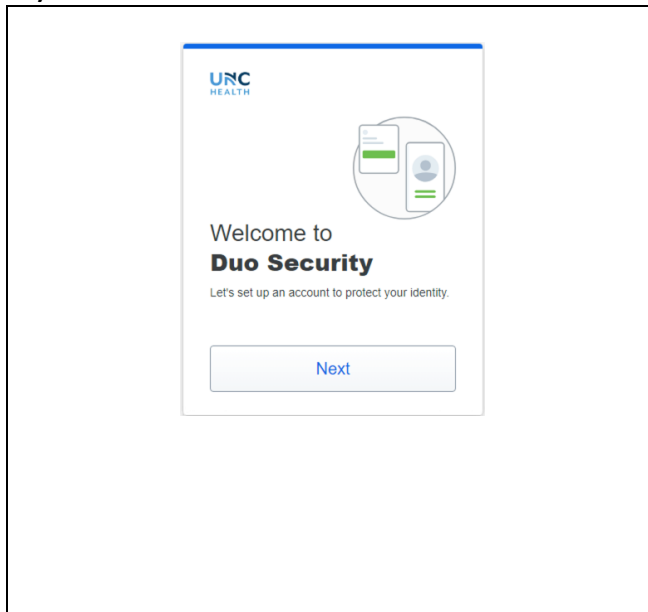 UNC
HEALTH
Welcome to
Duo Security
Let's set up an account to protect your identity.
Next